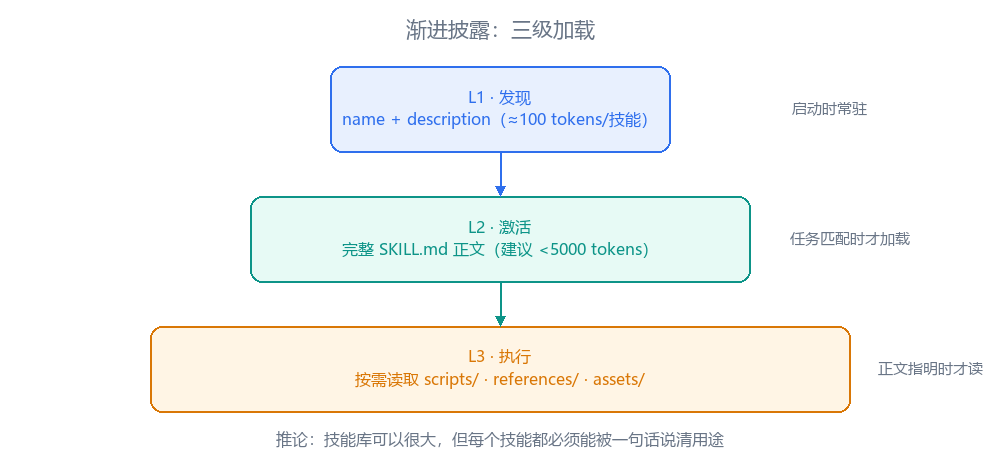 渐进披露：三级加载
L1 · 发现
name + description（≈100 tokens/技能）
启动时常驻
L2 · 激活
完整 SKILL.md 正文（建议 <5000 tokens）
任务匹配时才加载
L3 · 执行
按需读取 scripts/ · references/ · assets/
正文指明时才读
推论：技能库可以很大，但每个技能都必须能被一句话说清用途